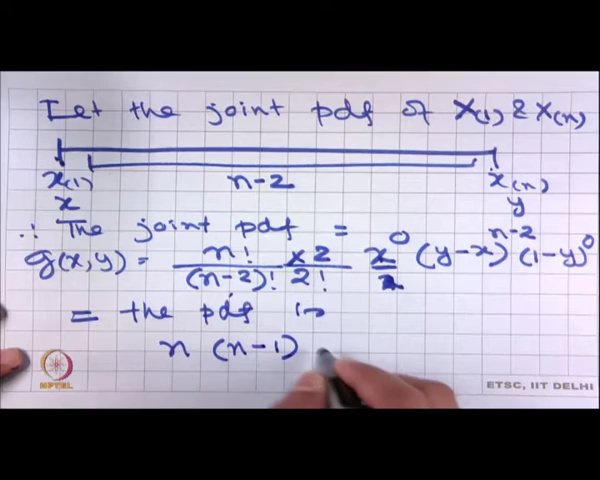 Let the joint pdf of X(1) & X(n)
x(1) n-2 x(n)
x y
∴ The joint pdf =
g(x,y) = n!/(n-2)! × 2/2! x^0 (y-x)^n-2 (1-y)^0
= the pdf is
n (n-1)
NPTEL
ETSC, IIT DELHI